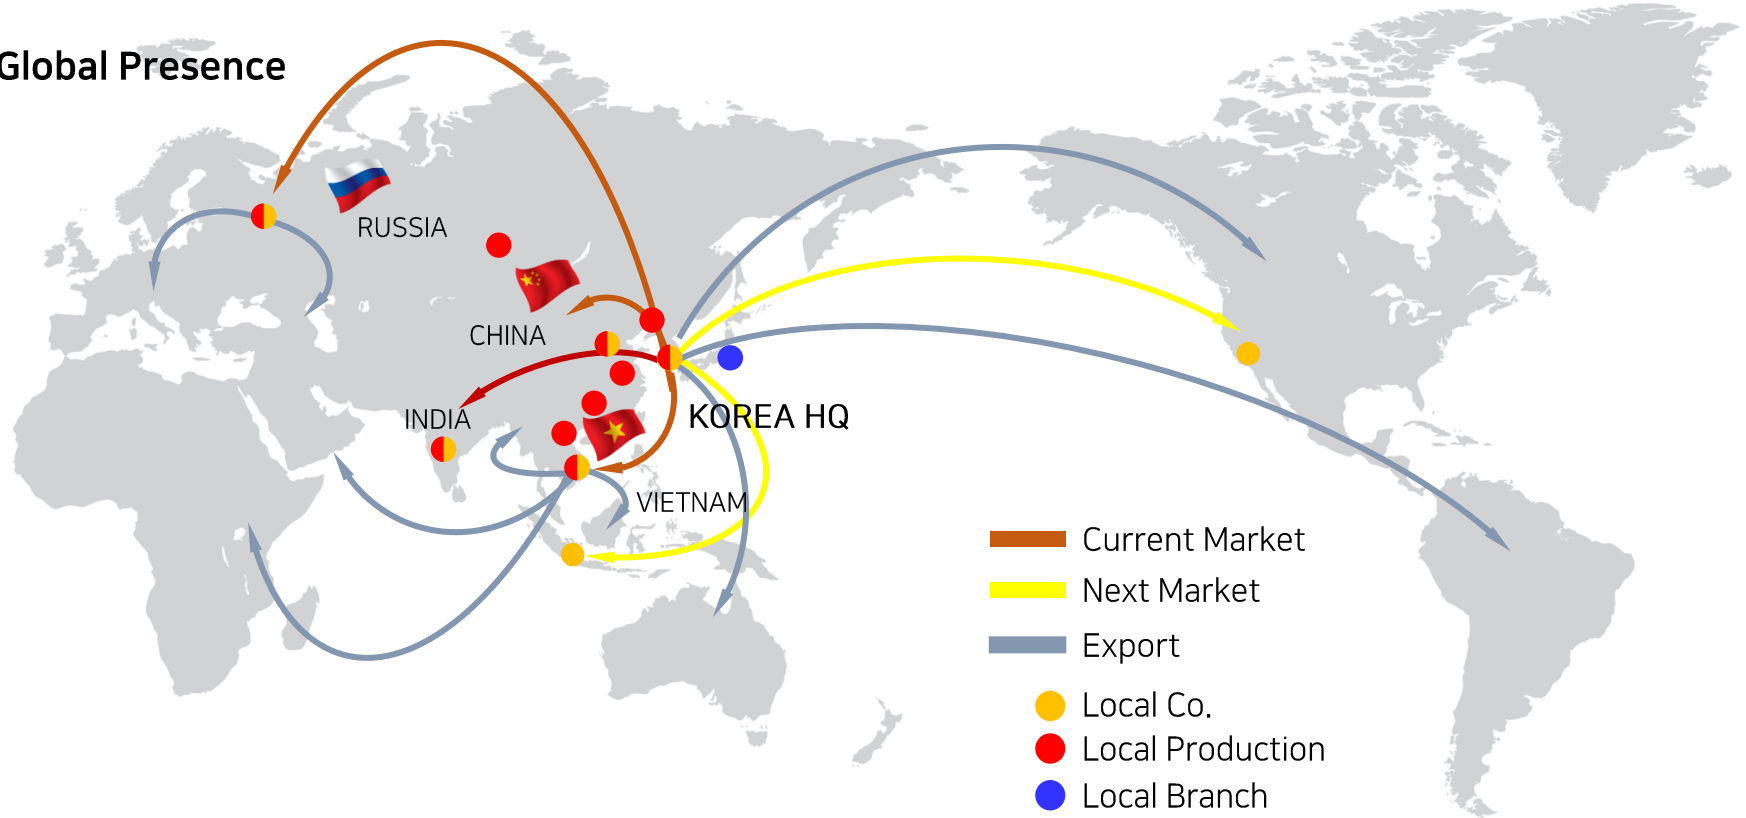 Global Presence
RUSSIA
CHINA
INDIA
KOREA HQ
VIETNAM
Current Market
Next Market
Export
Local Co.
Local Production
Local Branch